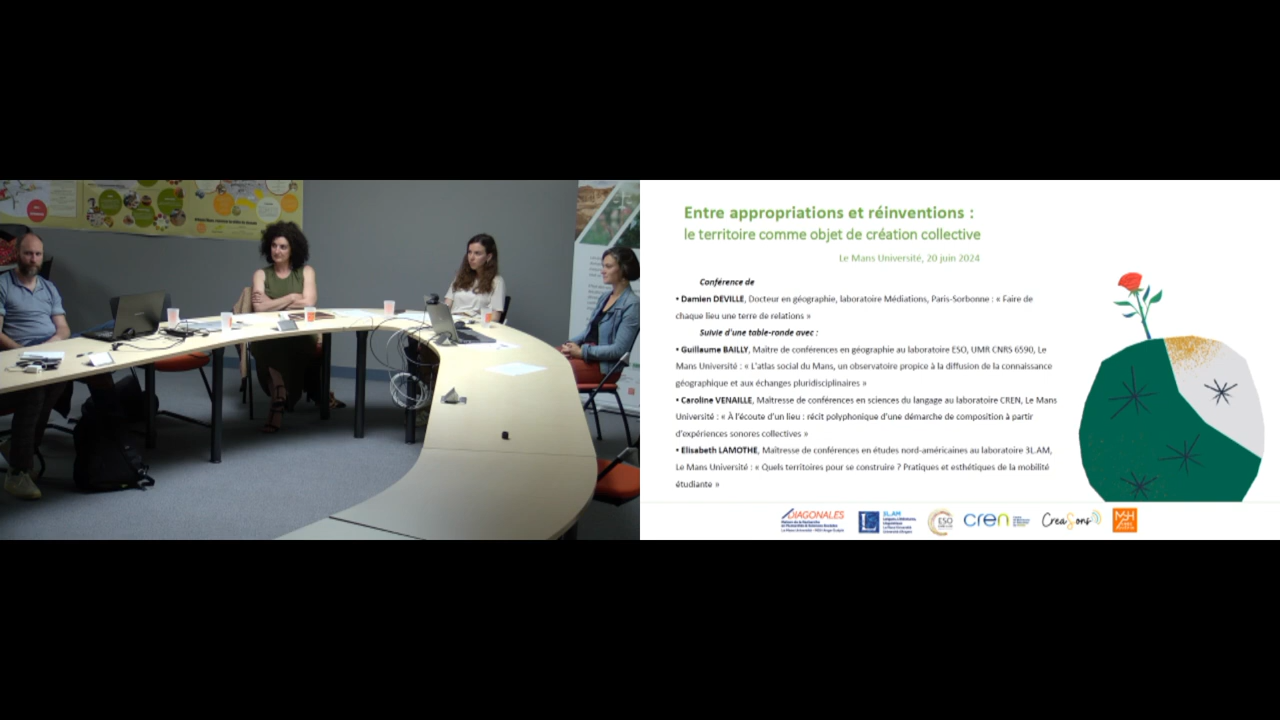 Entre appropriations et réinventions :
le territoire comme objet de création collective
Le Mans Université, 20 juin 2024
Conférence de
• Damien DEVILLE, Docteur en géographie, laboratoire Médiations, Paris-Sorbonne : « Faire de
chaque lieu une terre de relations »
Suivie d'une table-ronde avec :
• Guillaume BAILLY, Maître de conférences en géographie au laboratoire ESO, UMR CNRS 6590, Le
Mans Université : « L'atlas social du Mans, un observatoire propice à la diffusion de la connaissance
géographique et aux échanges pluridisciplinaires »
• Caroline VENAILLE, Maîtresse de conférences en sciences du langage au laboratoire CREN, Le Mans
Université : « À l'écoute d'un lieu : récit polyphonique d'une démarche de composition à partir
d'expériences sonores collectives »
• Elisabeth LAMOTHE, Maîtresse de conférences en études nord-américaines au laboratoire 3L.AM,
Le Mans Université : « Quels territoires pour se construire ? Pratiques et esthétiques de la mobilité
étudiante »
DIAGONALES
3L.AM
ESO
cren
CreaSons
MSH